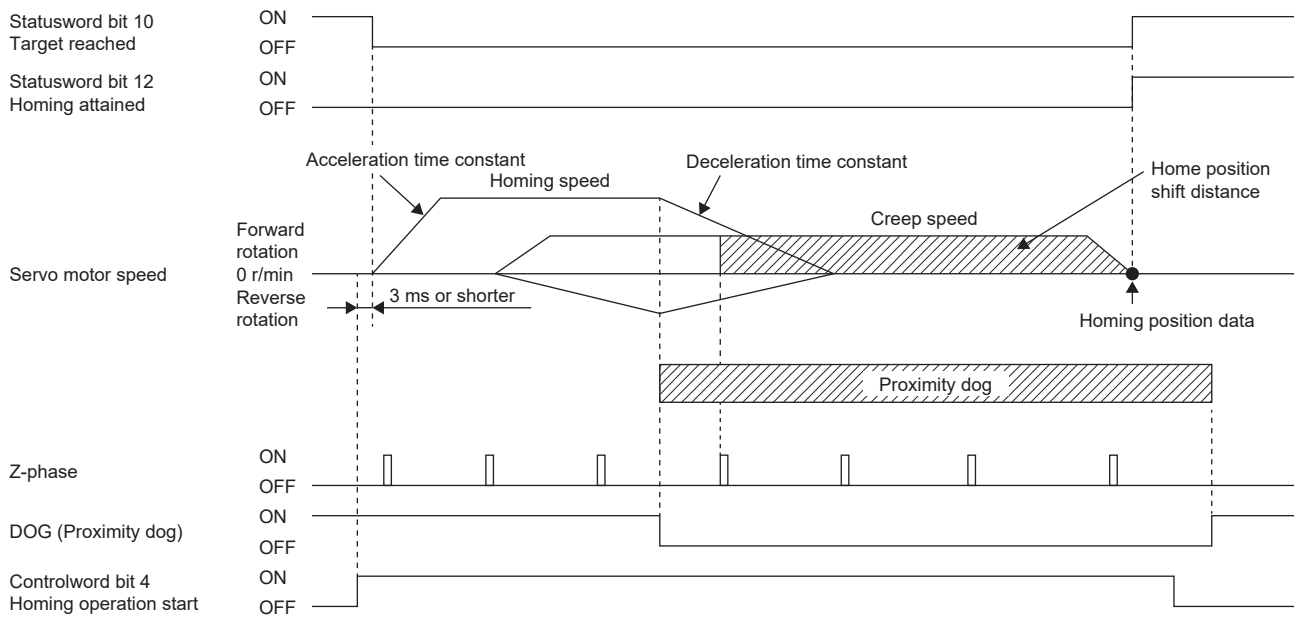 Statusword bit 10
Target reached
ON
OFF
Statusword bit 12
Homing attained
ON
OFF
Acceleration time constant
Homing speed
Deceleration time constant
Home position
shift distance
Creep speed
Servo motor speed
Forward
rotation
0 r/min
Reverse
rotation
3 ms or shorter
Homing position data
Proximity dog
Z-phase
ON
OFF
DOG (Proximity dog)
ON
OFF
Controlword bit 4
Homing operation start
ON
OFF